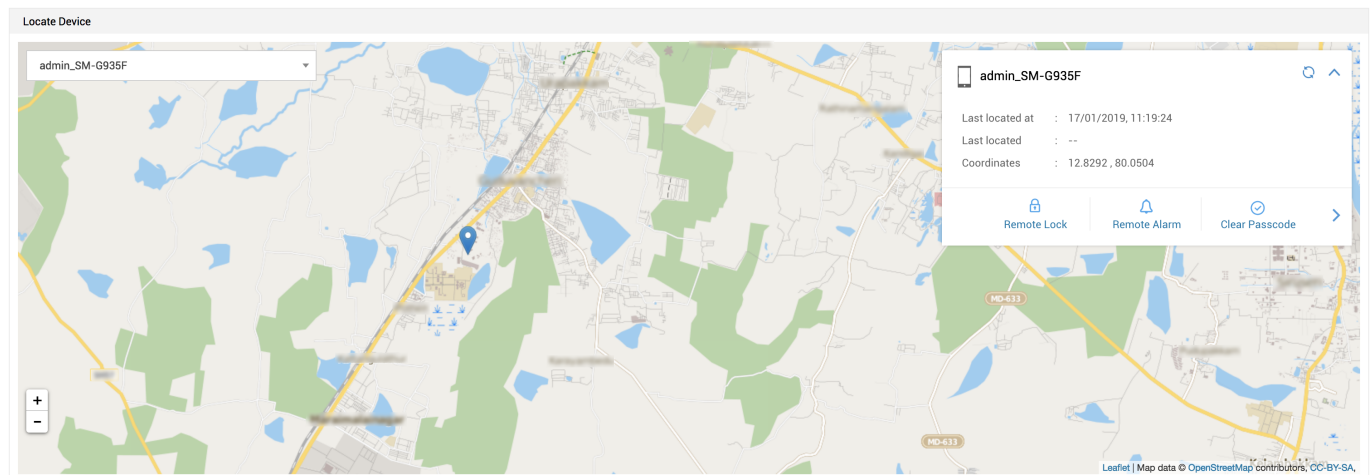 Locate Device
admin_SM-G935F
admin_SM-G935F
Last located at : 17/01/2019, 11:19:24
Last located : --
Coordinates : 12.8292 , 80.0504
Remote Lock
Remote Alarm
Clear Passcode
MD-633
+
-
MD-633
Leaflet | Map data © OpenStreetMap contributors, CC-BY-SA,